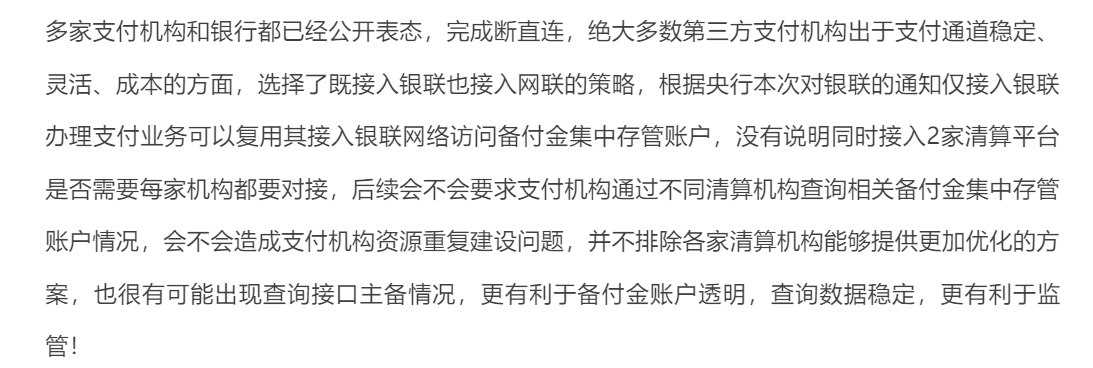 多家支付机构和银行都已经公开表态，完成断直连，绝大多数第三方支付机构出于支付通道稳定、
灵活、成本的方面，选择了既接入银联也接入网联的策略，根据央行本次对银联的通知仅接入银联
办理支付业务可以复用其接入银联网络访问备付金集中存管账户，没有说明同时接入2家清算平台
是否需要每家机构都要对接，后续会不会要求支付机构通过不同清算机构查询相关备付金集中存管
账户情况，会不会造成支付机构资源重复建设问题，并不排除各家清算机构能够提供更加优化的方
案，也很有可能出现查询接口主备情况，更有利于备付金账户透明，查询数据稳定，更有利于监
管！